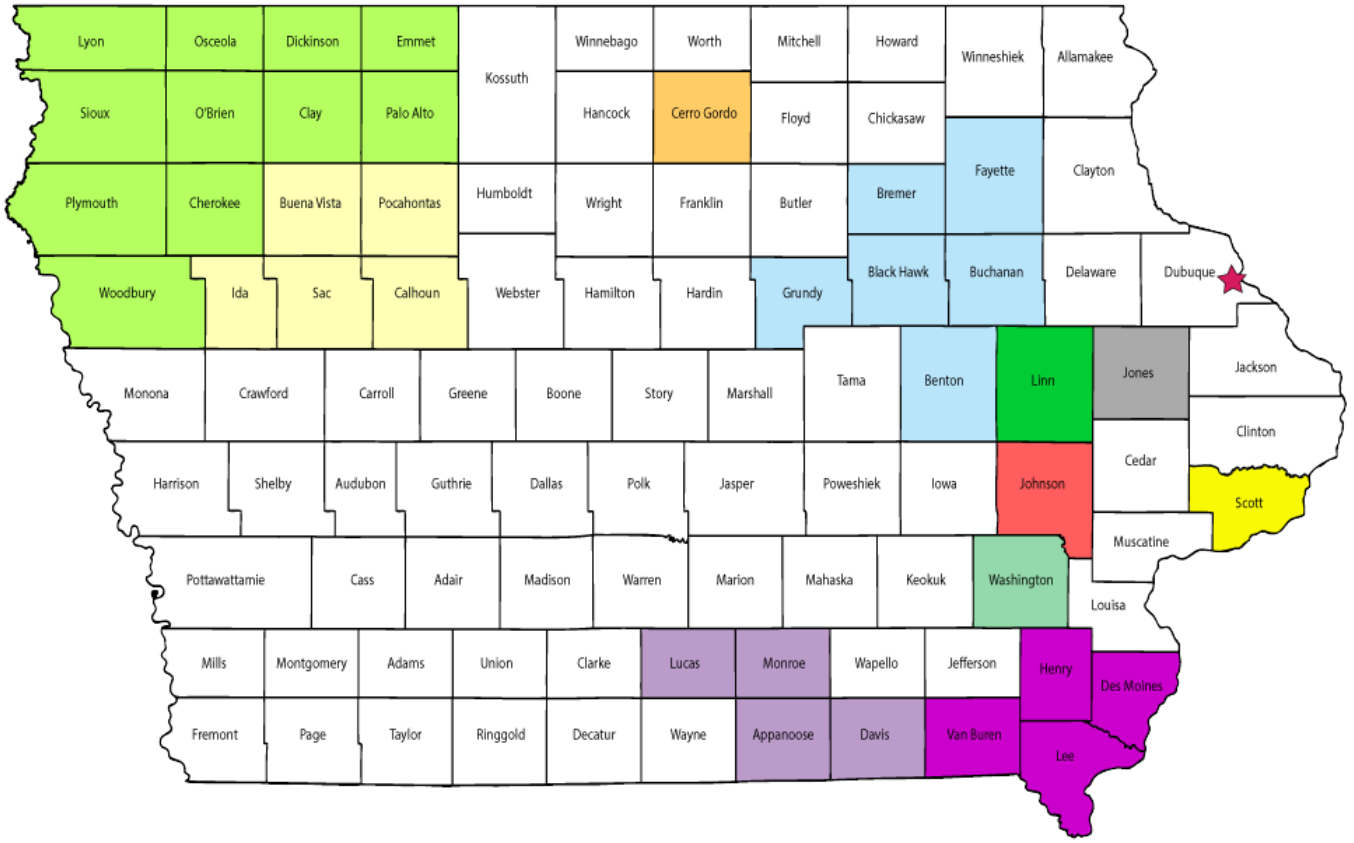 Lyon
Osceola
Dickinson
Emmet
Kossuth
Winnebago
Worth
Mitchell
Howard
Winneshiek
Allamakee
Sioux
O'Brien
Clay
Palo Alto
Hancock
Cerro Gordo
Floyd
Chickasaw
Fayette
Clayton
Plymouth
Cherokee
Buena Vista
Pocahontas
Humboldt
Wright
Franklin
Butler
Bremer
Woodbury
Ida
Sac
Calhoun
Webster
Hamilton
Hardin
Grundy
Black Hawk
Buchanan
Delaware
Dubuque
Monona
Crawford
Carroll
Greene
Boone
Story
Marshall
Tama
Benton
Linn
Jones
Jackson
Clinton
Harrison
Shelby
Audubon
Guthrie
Dallas
Polk
Jasper
Poweshiek
Iowa
Johnson
Cedar
Scott
Muscatine
Pottawattamie
Cass
Adair
Madison
Warren
Marion
Mahaska
Keokuk
Washington
Louisa
Mills
Montgomery
Adams
Union
Clarke
Lucas
Monroe
Wapello
Jefferson
Henry
Des Moines
Fremont
Page
Taylor
Ringgold
Decatur
Wayne
Appanoose
Davis
Van Buren
Lee